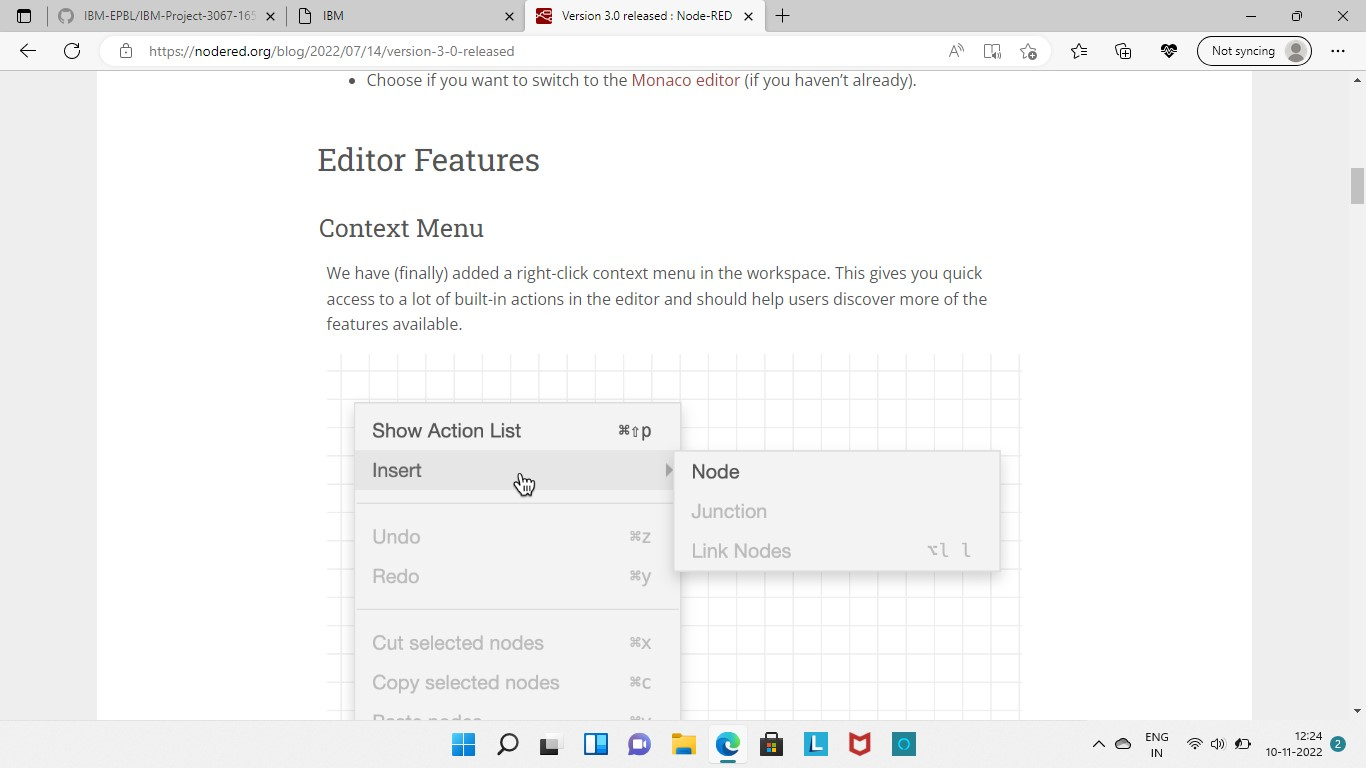 IBM-EPBL/IBM-Project-3067-165
IBM
Version 3.0 released : Node-RED
https://nodered.org/blog/2022/07/14/version-3-0-released
Not syncing
Choose if you want to switch to the Monaco editor (if you haven't already).
Editor Features
Context Menu
We have (finally) added a right-click context menu in the workspace. This gives you quick
access to a lot of built-in actions in the editor and should help users discover more of the
features available.
Show Action List ⌘⇧p
Insert
Node
Junction
Link Nodes ⌥l l
Undo ⌘z
Redo ⌘y
Cut selected nodes ⌘x
Copy selected nodes ⌘c
Paste nodes ⌘v
ENG
IN
12:24
10-11-2022
2